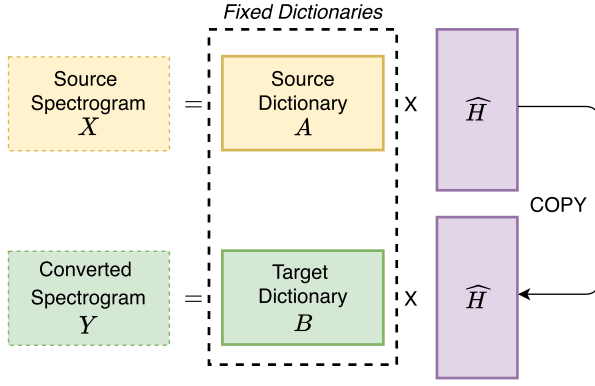 Fixed Dictionaries
Source
Spectrogram
X
=
Source
Dictionary
A
X
Ĥ
COPY
Converted
Spectrogram
Y
=
Target
Dictionary
B
X
Ĥ